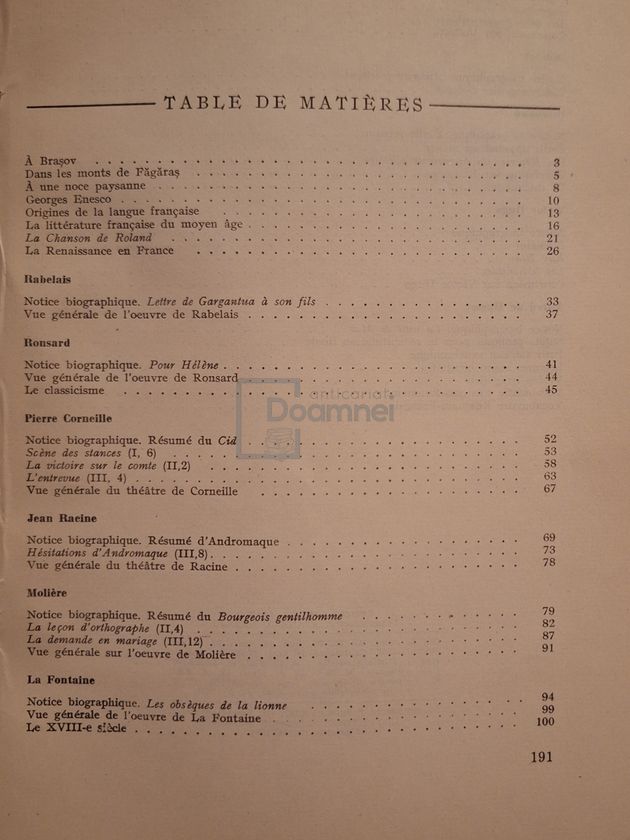 TABLE DE MATIÈRES
À Brașov . . . . . . . . . . 3
Dans les monts de Făgăraș . . . . . . . . . . 5
À une noce paysanne . . . . . . . . . . 8
Georges Enesco . . . . . . . . . . 10
Origines de la langue française . . . . . . . . . . 13
La littérature française du moyen âge . . . . . . . . . . 16
La Chanson de Roland . . . . . . . . . . 21
La Renaissance en France . . . . . . . . . . 26
Rabelais
Notice biographique. Lettre de Gargantua à son fils . . . . . . . . . . 33
Vue générale de l'oeuvre de Rabelais . . . . . . . . . . 37
Ronsard
Notice biographique. Pour Hélène . . . . . . . . . . 41
Vue générale de l'oeuvre de Ronsard . . . . . . . . . . 44
Le classicisme . . . . . . . . . . 45
anticariat
Doamnei
Pierre Corneille
Notice biographique. Résumé du Cid . . . . . . . . . . 52
Scène des stances (I, 6) . . . . . . . . . . 53
La victoire sur le comte (II,2) . . . . . . . . . . 58
L'entrevue (III, 4) . . . . . . . . . . 63
Vue générale du théâtre de Corneille . . . . . . . . . . 67
Jean Racine
Notice biographique. Résumé d'Andromaque . . . . . . . . . . 69
Hésitations d'Andromaque (III,8) . . . . . . . . . . 73
Vue générale du théâtre de Racine . . . . . . . . . . 78
Molière
Notice biographique. Résumé du Bourgeois gentilhomme . . . . . . . . . . 79
La leçon d'orthographe (II,4) . . . . . . . . . . 82
La demande en mariage (III,12) . . . . . . . . . . 87
Vue générale sur l'oeuvre de Molière . . . . . . . . . . 91
La Fontaine
Notice biographique. Les obsèques de la lionne . . . . . . . . . . 94
Vue générale de l'oeuvre de La Fontaine . . . . . . . . . . 99
Le XVIII-e siècle . . . . . . . . . . 100
191